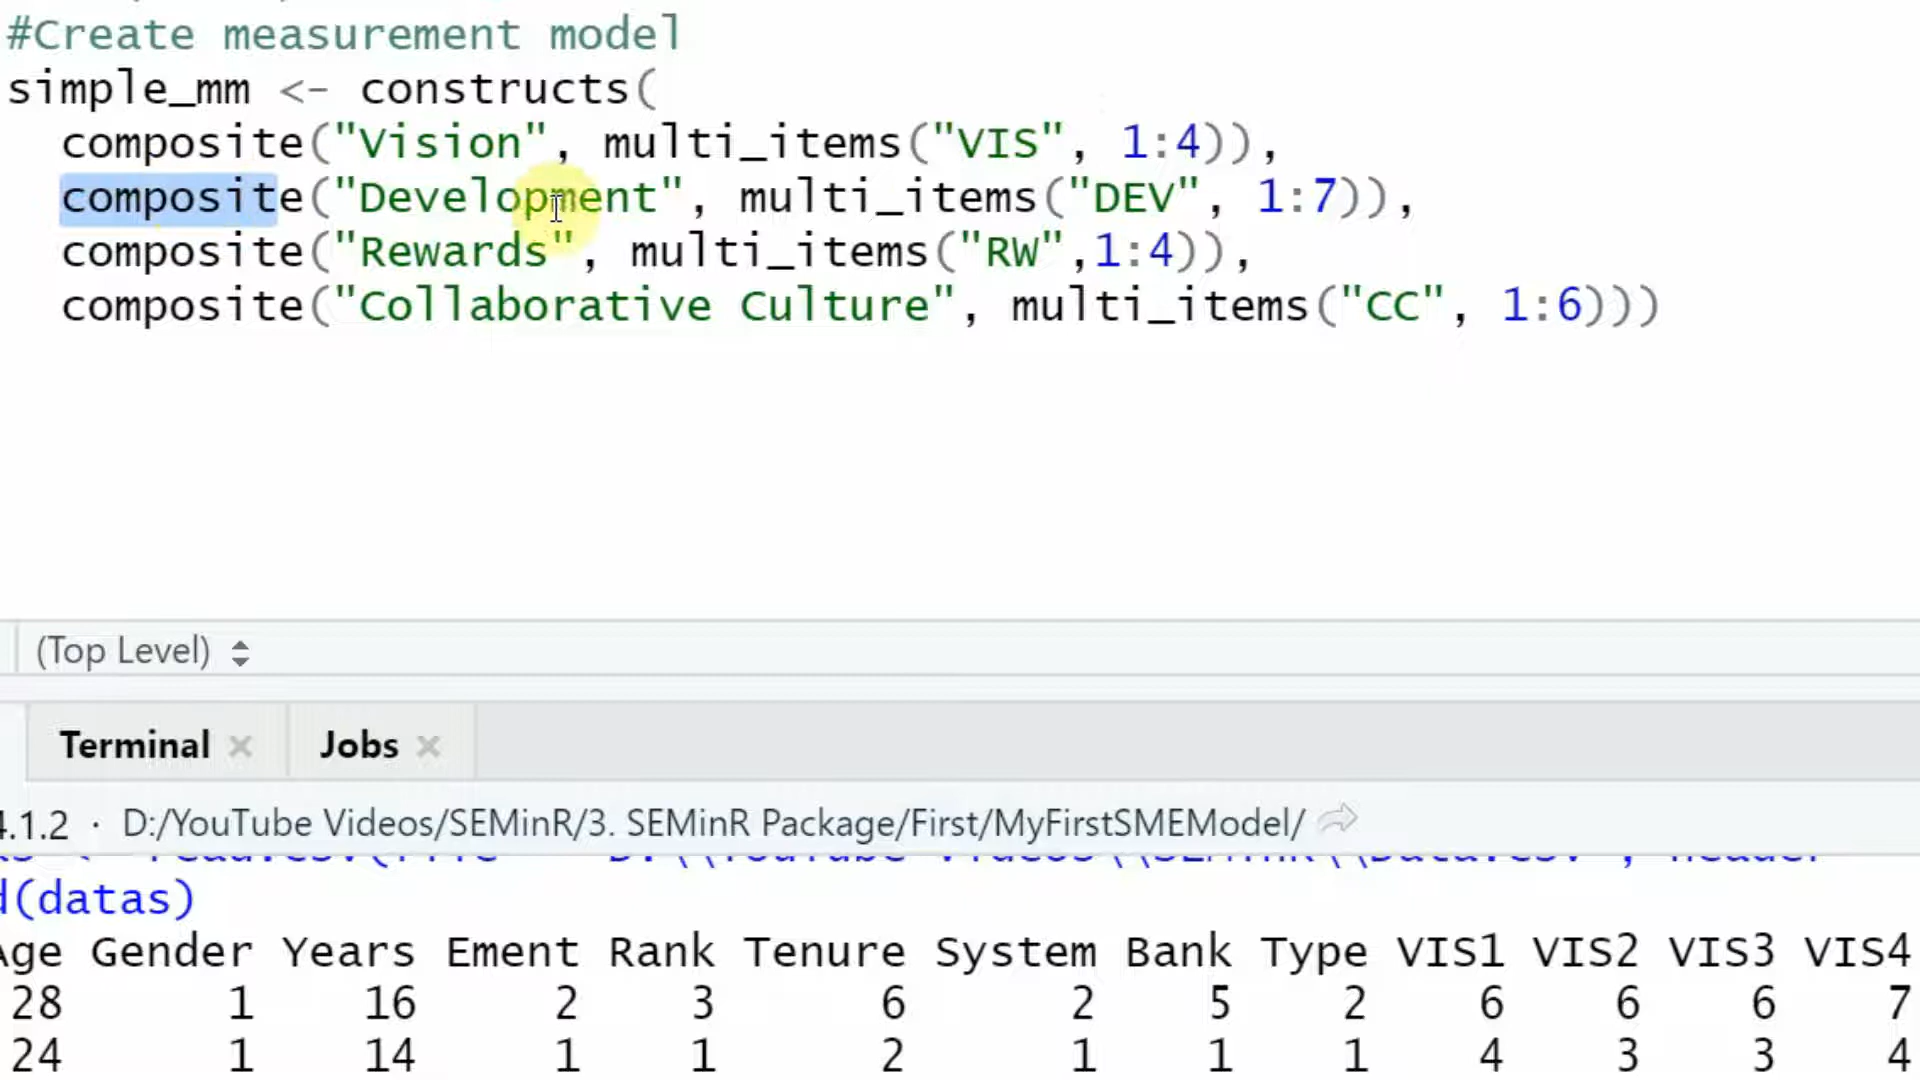 #Create measurement model
simple_mm <- constructs(
composite("Vision", multi_items("VIS", 1:4)),
composite("Development", multi_items("DEV", 1:7)),
composite("Rewards", multi_items("RW",1:4)),
composite("Collaborative Culture", multi_items("CC", 1:6)))
(Top Level)
Terminal × Jobs ×
4.1.2 · D:/YouTube Videos/SEMinR/3. SEMinR Package/First/MyFirstSMEModel/
d(datas)
Age Gender Years Ement Rank Tenure System Bank Type VIS1 VIS2 VIS3 VIS4
28 1 16 2 3 6 2 5 2 6 6 6 7
24 1 14 1 1 2 1 1 1 4 3 3 4